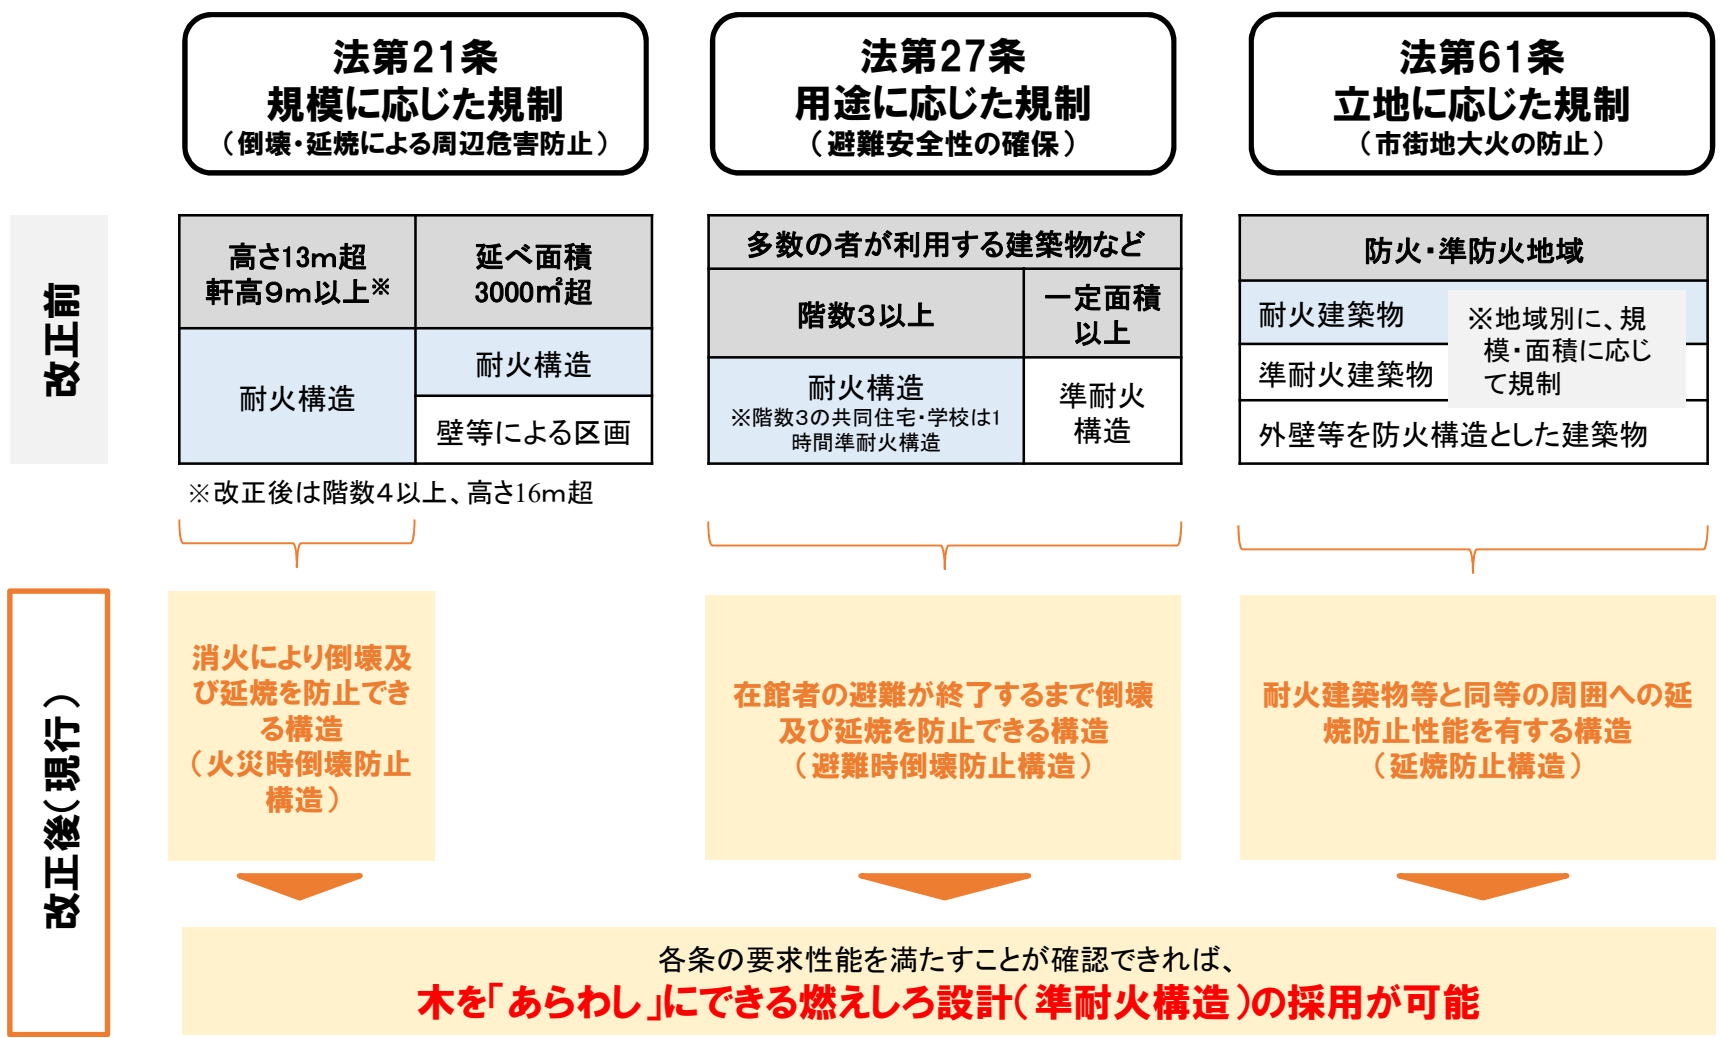 法第21条
規模に応じた規制
（倒壊・延焼による周辺危害防止）
法第27条
用途に応じた規制
（避難安全性の確保）
法第61条
立地に応じた規制
（市街地大火の防止）
改正前
高さ13ｍ超
軒高9ｍ以上※
延べ面積
3000㎡超
耐火構造
耐火構造
壁等による区画
※改正後は階数４以上、高さ16ｍ超
多数の者が利用する建築物など
階数３以上
一定面積
以上
耐火構造
※階数3の共同住宅・学校は1
時間準耐火構造
準耐火
構造
防火・準防火地域
耐火建築物
準耐火建築物
外壁等を防火構造とした建築物
※地域別に、規
模・面積に応じ
て規制
改正後（現行）
消火により倒壊及
び延焼を防止でき
る構造
（火災時倒壊防止
構造）
在館者の避難が終了するまで倒壊
及び延焼を防止できる構造
（避難時倒壊防止構造）
耐火建築物等と同等の周囲への延
焼防止性能を有する構造
（延焼防止構造）
各条の要求性能を満たすことが確認できれば、
木を「あらわし」にできる燃えしろ設計（準耐火構造）の採用が可能